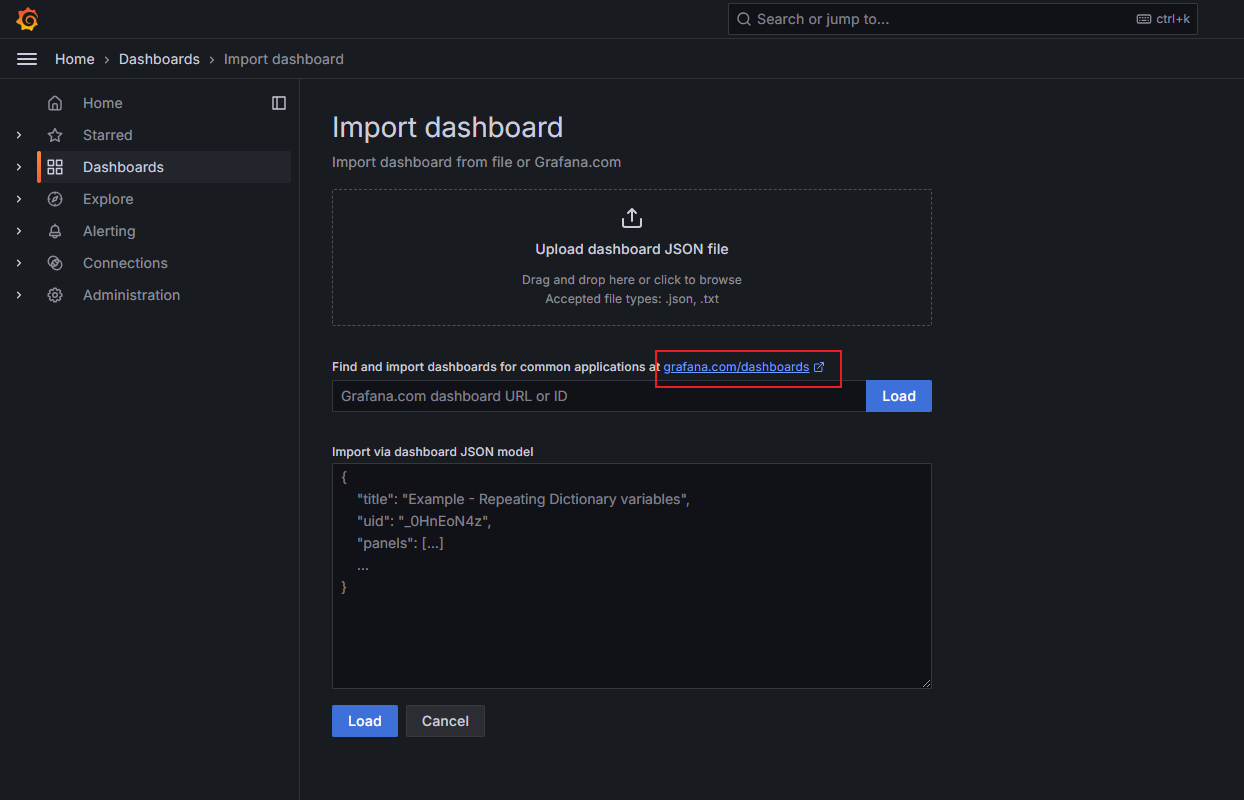 Search or jump to...
ctrl+k
Home › Dashboards › Import dashboard
Home
Starred
Dashboards
Explore
Alerting
Connections
Administration
Import dashboard
Import dashboard from file or Grafana.com
Upload dashboard JSON file
Drag and drop here or click to browse
Accepted file types: .json, .txt
Find and import dashboards for common applications at grafana.com/dashboards
Grafana.com dashboard URL or ID
Load
Import via dashboard JSON model
{
"title": "Example - Repeating Dictionary variables",
"uid": "_0HnEoN4z",
"panels": [...]
...
}
Load
Cancel